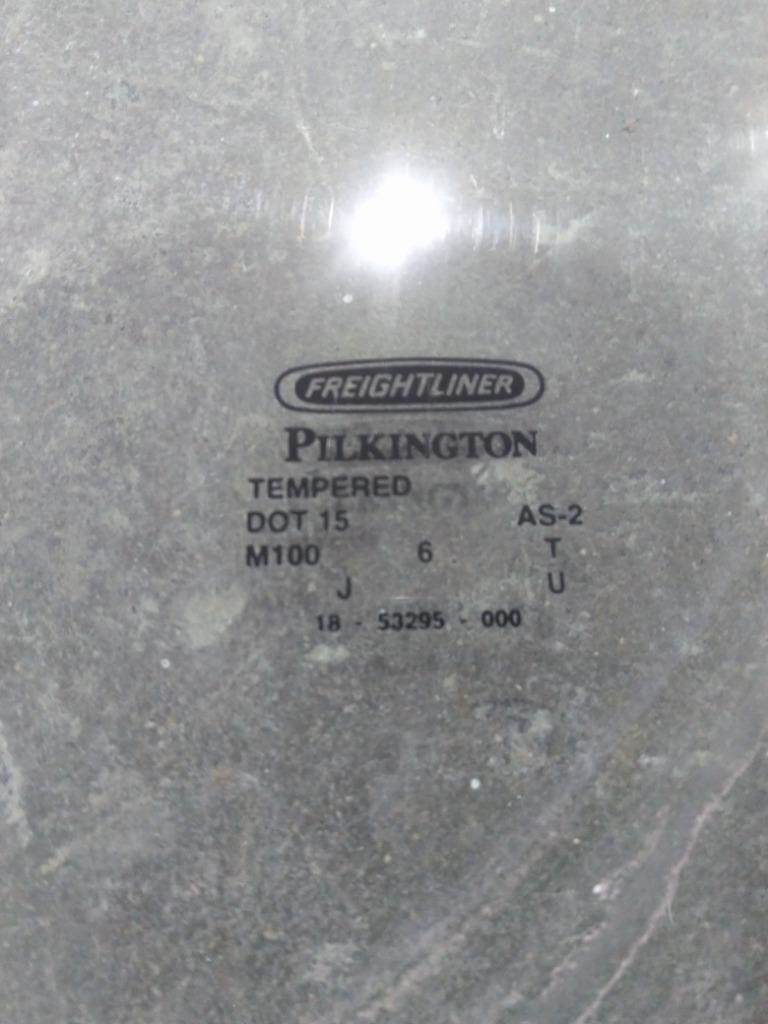 FREIGHTLINER
PILKINGTON
TEMPERED
DOT 15 AS-2
M100 6 T
J U
18 - 53295 - 000